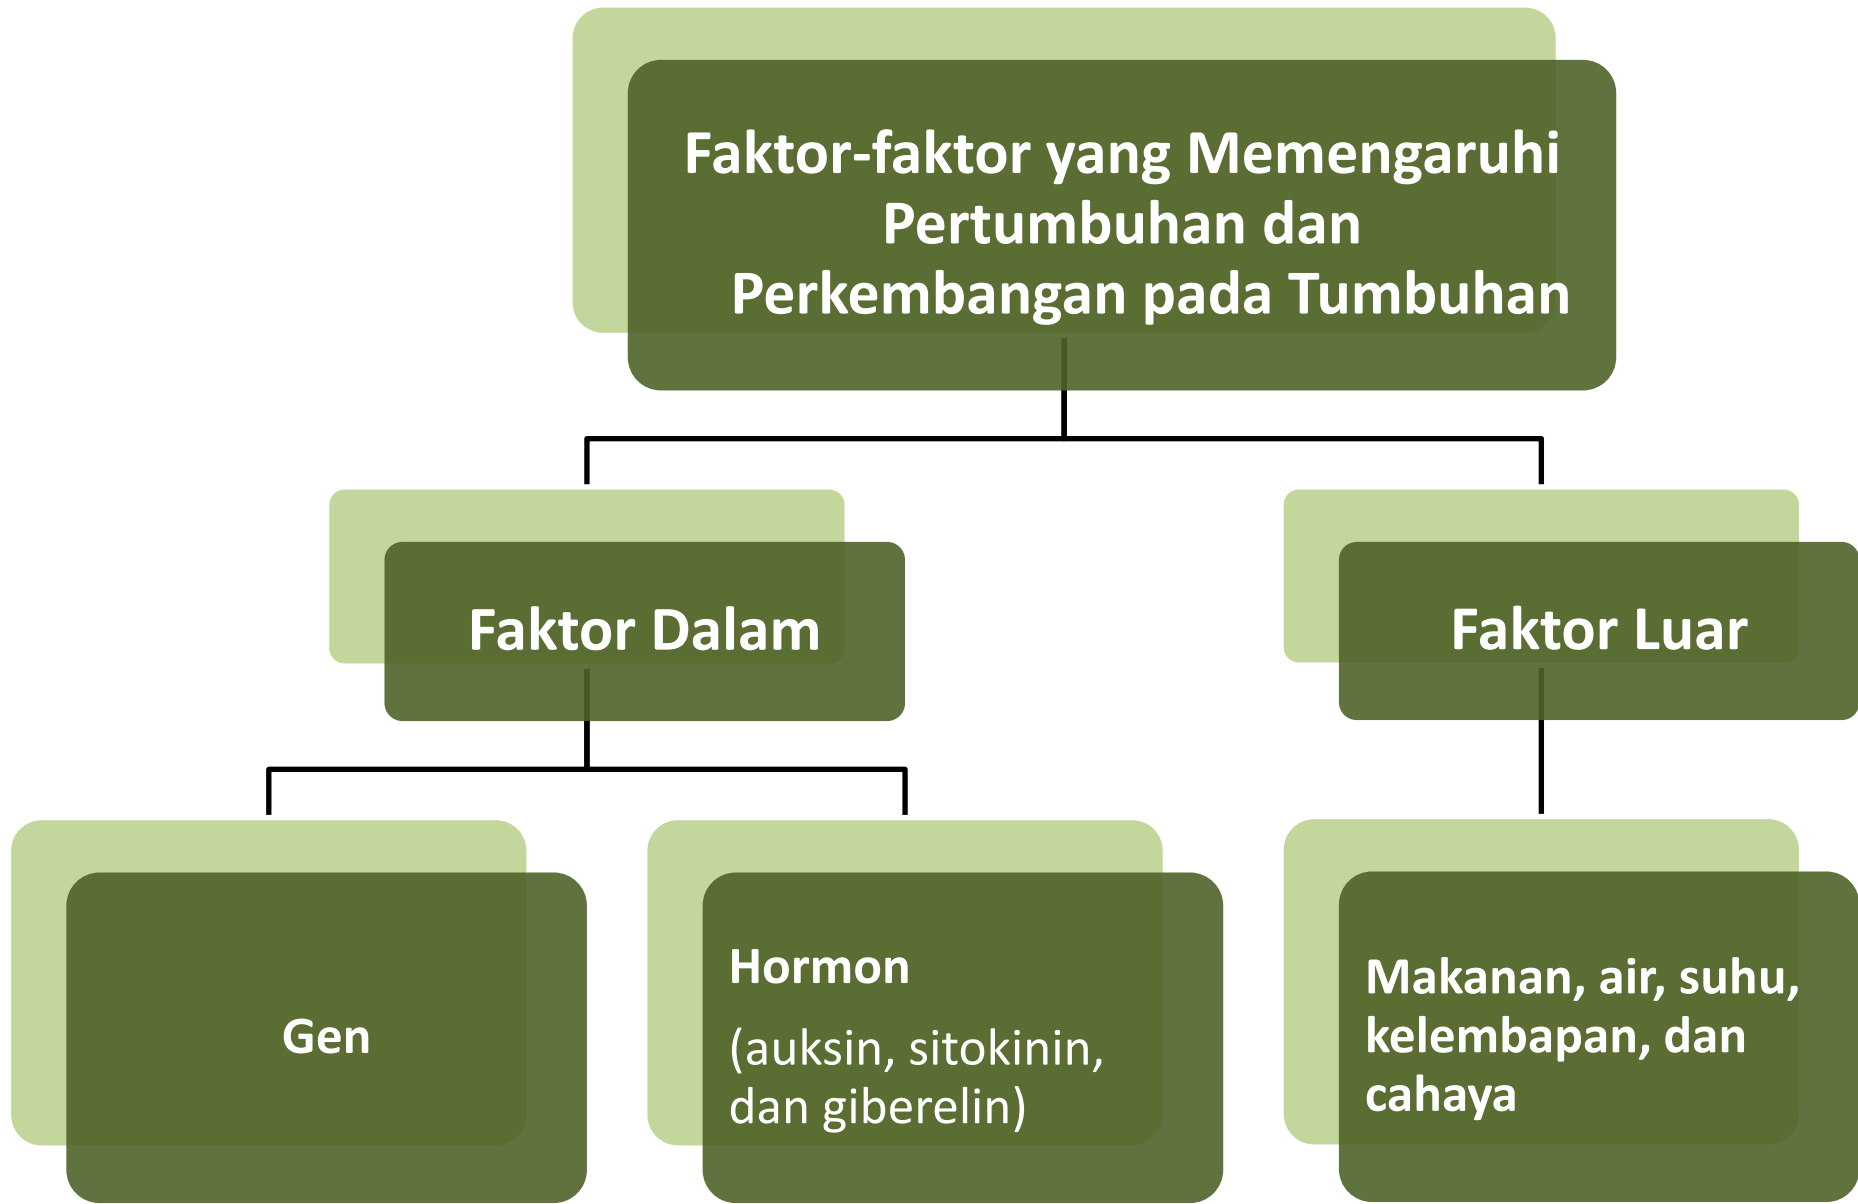 Faktor-faktor yang Memengaruhi
Pertumbuhan dan
Perkembangan pada Tumbuhan
Faktor Dalam
Faktor Luar
Gen
Hormon
(auksin, sitokinin,
dan giberelin)
Makanan, air, suhu,
kelembapan, dan
cahaya